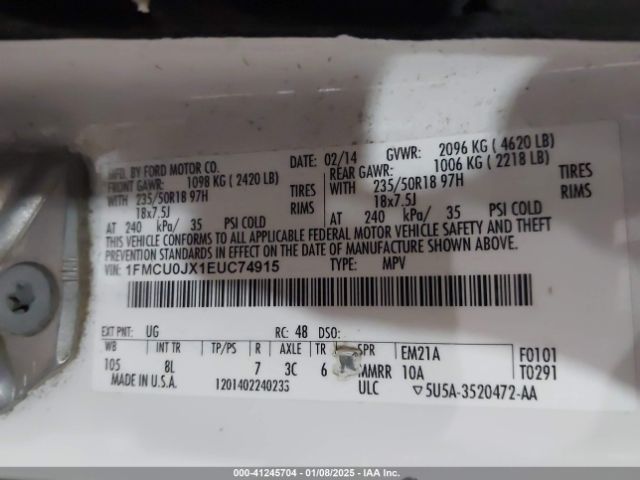 MFD. BY FORD MOTOR CO. DATE: 02/14 GVWR: 2096 KG ( 4620 LB)
FRONT GAWR: 1098 KG ( 2420 LB) REAR GAWR: 1006 KG ( 2218 LB)
WITH 235/50R18 97H TIRES WITH 235/50R18 97H TIRES
18x7.5J RIMS 18x7.5J RIMS
AT 240 kPa/ 35 PSI COLD AT 240 kPa/ 35 PSI COLD
THIS VEHICLE CONFORMS TO ALL APPLICABLE FEDERAL MOTOR VEHICLE SAFETY AND THEFT
PREVENTION STANDARDS IN EFFECT ON THE DATE OF MANUFACTURE SHOWN ABOVE.
VIN: 1FMCU0JX1EUC74915 TYPE: MPV
EXT PNT: UG RC: 48 DSO:
WB INT TR TP/PS R AXLE TR SPR EM21A F0101
105 8L 7 3C 6 MMRR 10A T0291
MADE IN U.S.A. 1201402240233 ULC ▽5U5A-3520472-AA
000-41245704 - 01/08/2025 - IAAI.COM